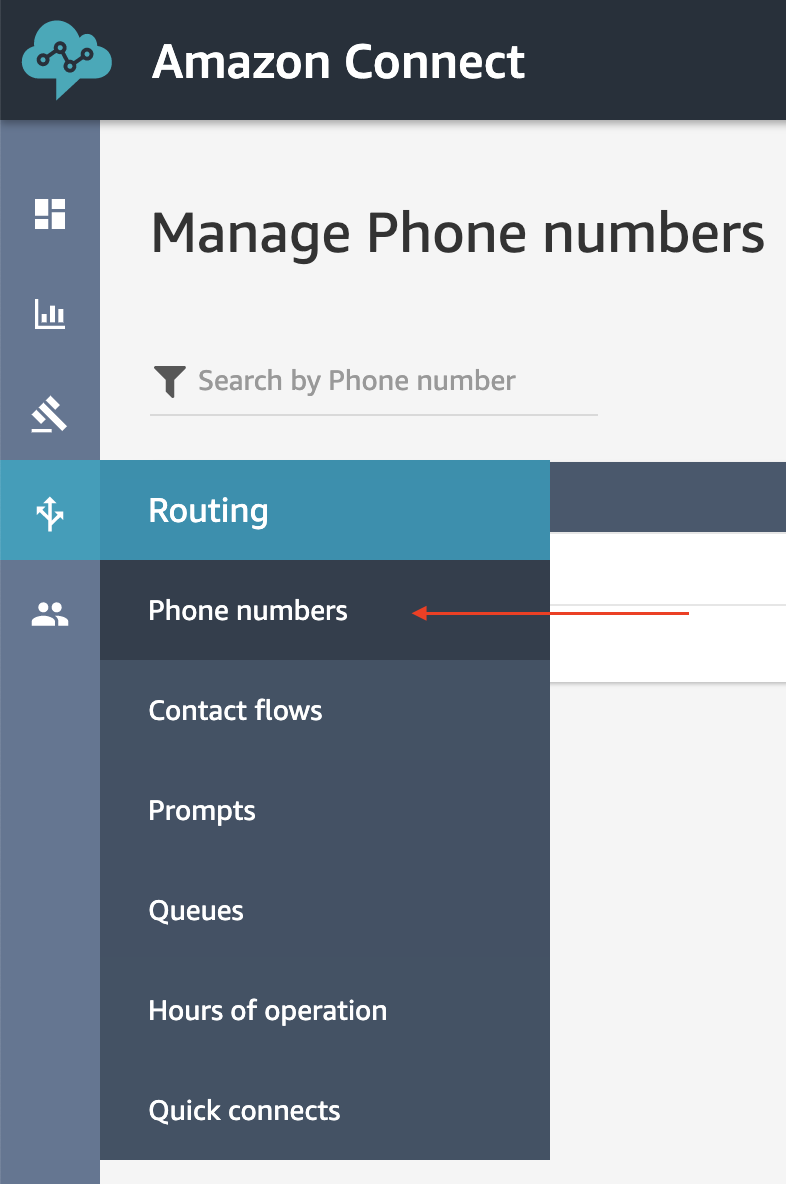 Amazon Connect
Manage Phone numbers
Search by Phone number
Routing
Phone numbers
Contact flows
Prompts
Queues
Hours of operation
Quick connects